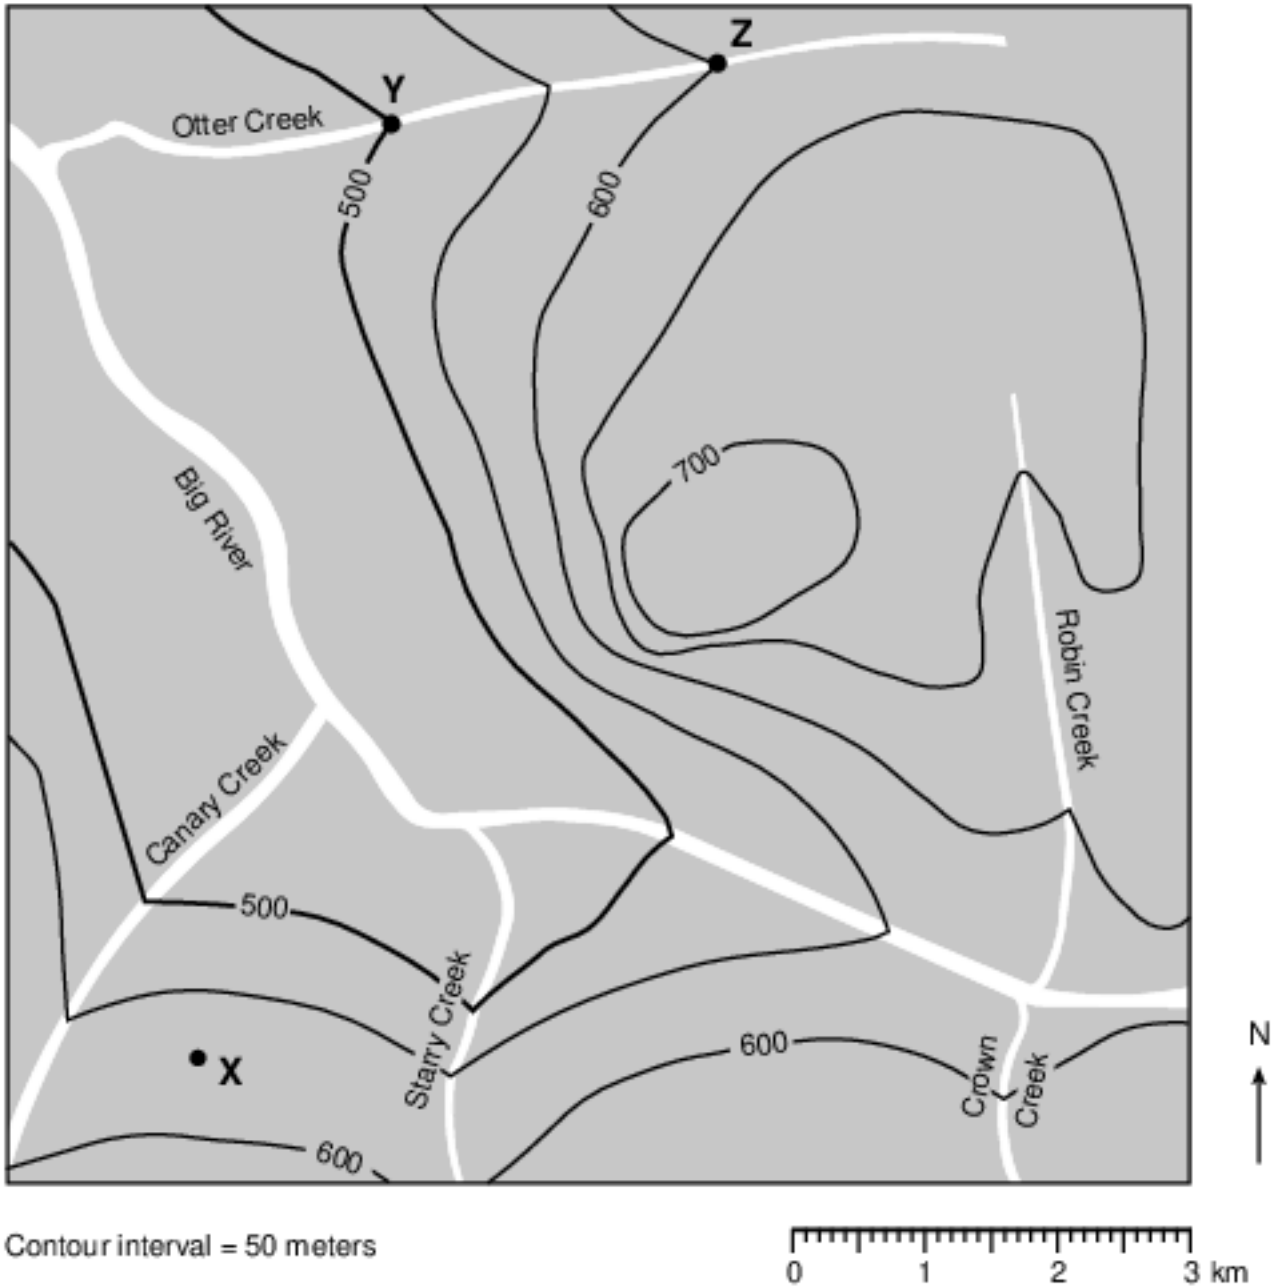 Z
Y
Otter Creek
500
600
700
Big River
Robin Creek
Canary Creek
500
Starry Creek
600
Crown
Creek
N
X
600
Contour interval = 50 meters
0 1 2 3 km